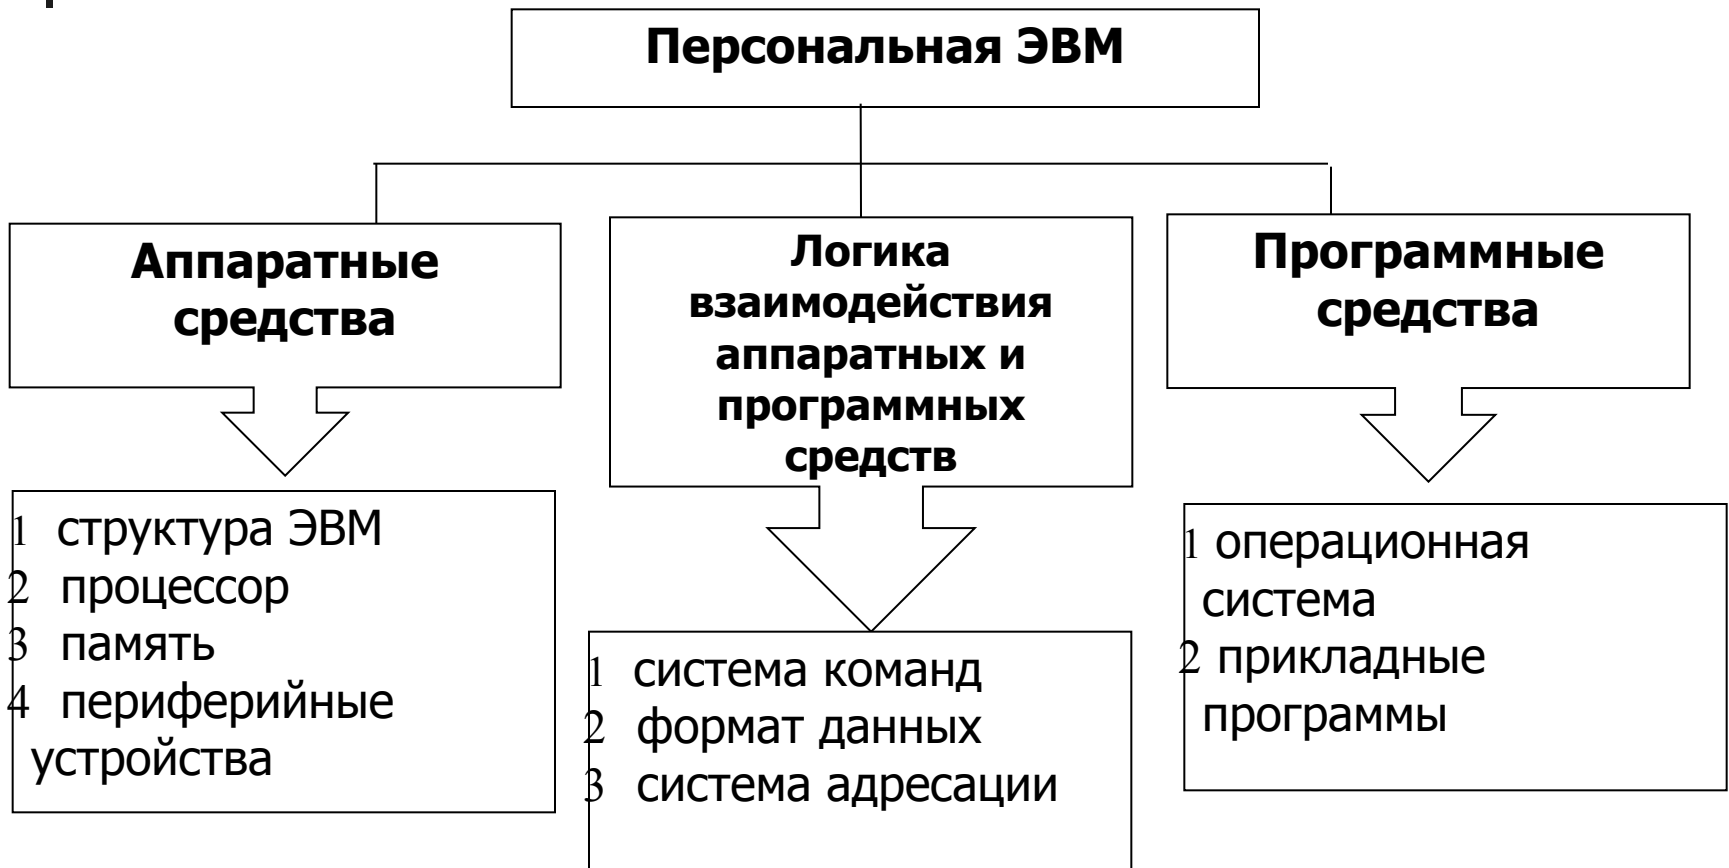 Персональная ЭВМ
Аппаратные
средства
Логика
взаимодействия
аппаратных и
программных
средств
Программные
средства
1 структура ЭВМ
2 процессор
3 память
4 периферийные
устройства
1 система команд
2 формат данных
3 система адресации
1 операционная
система
2 прикладные
программы